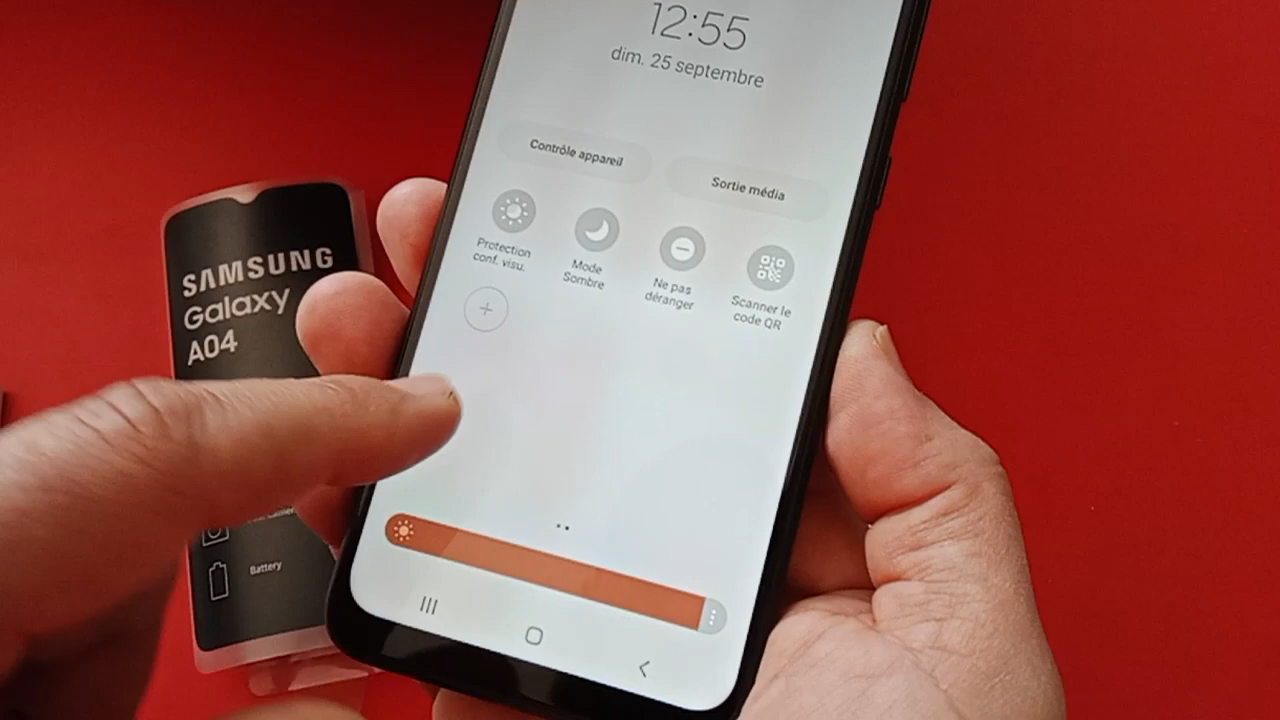 12:55
dim. 25 septembre
Contrôle appareil
Sortie média
Protection
conf. visu.
Mode
Sombre
Ne pas
déranger
Scanner le
code QR
SAMSUNG
Galaxy
A04
Battery